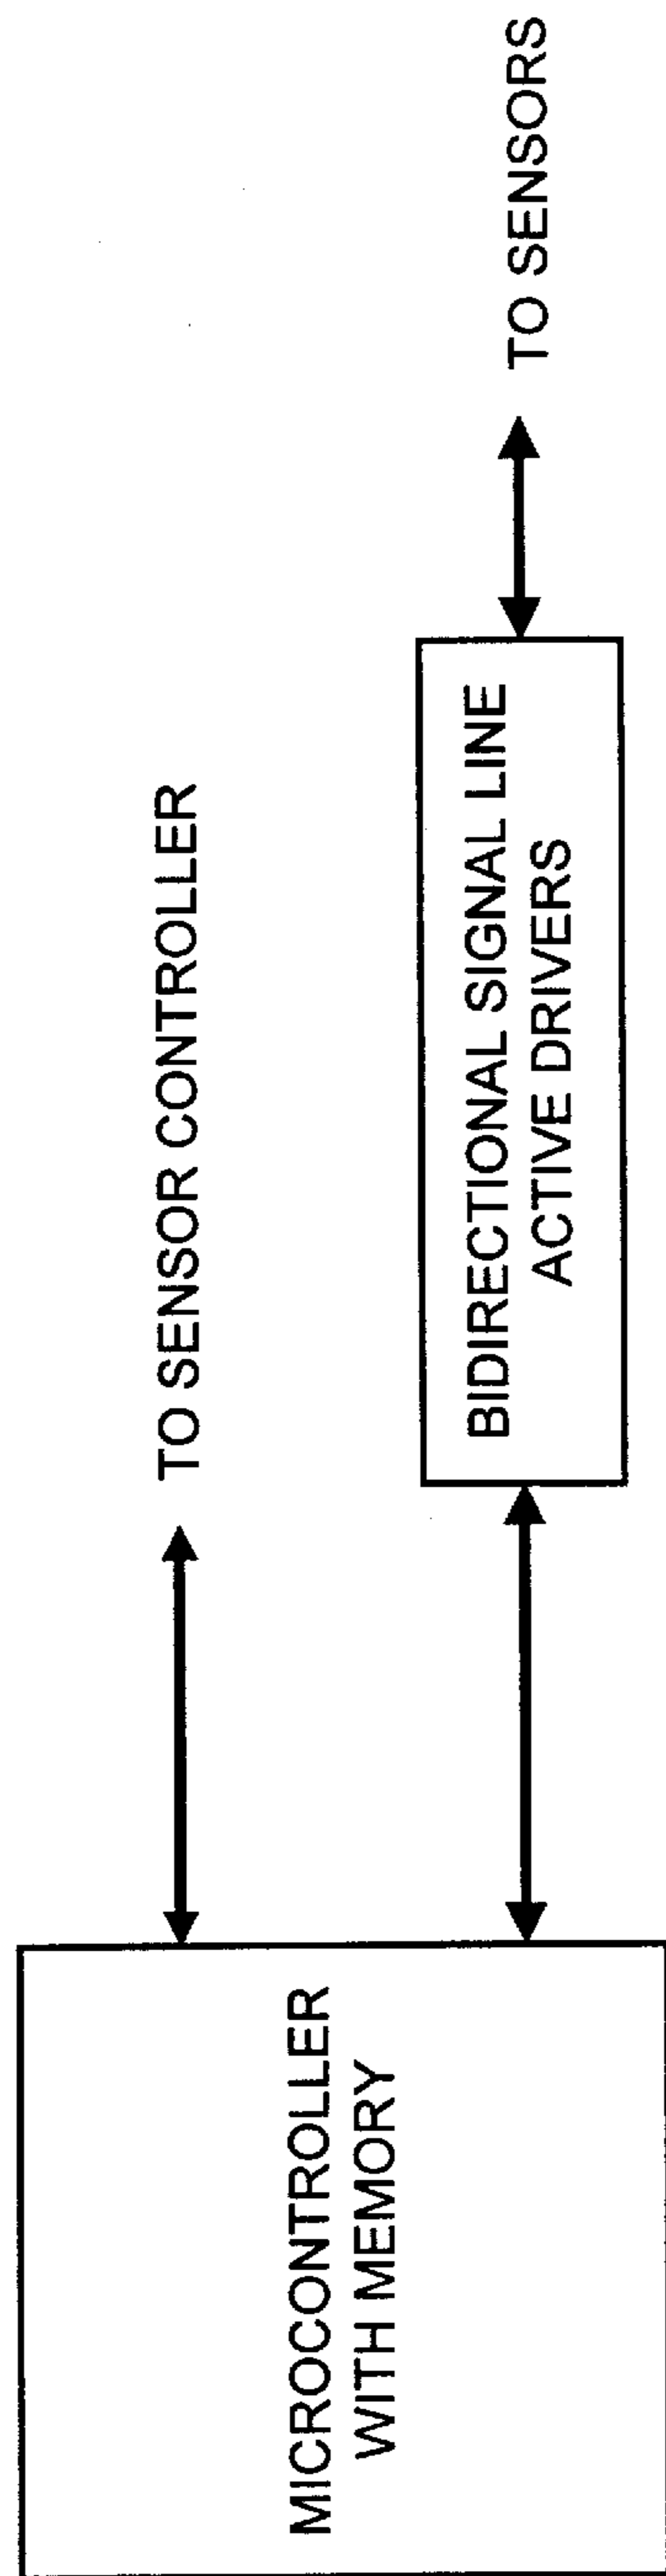 MICROCONTROLLER
WITH MEMORY
TO SENSOR CONTROLLER
BIDIRECTIONAL SIGNAL LINE
ACTIVE DRIVERS
TO SENSORS